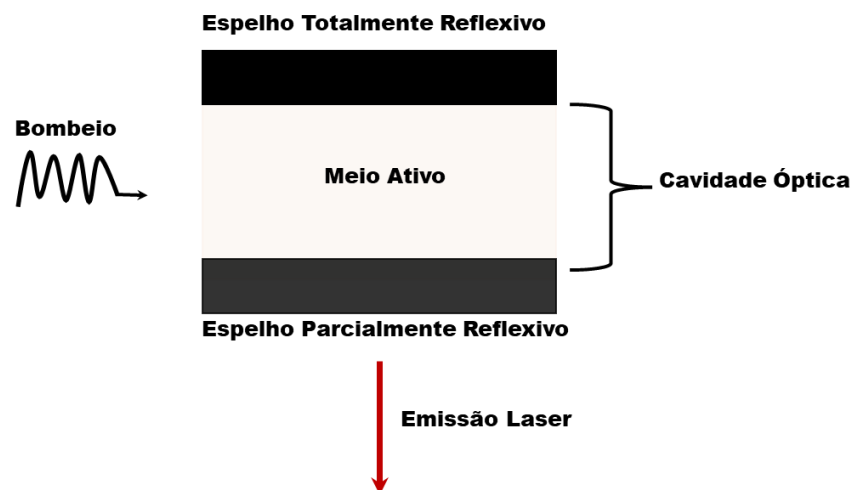 Espelho Totalmente Reflexivo
Bombeio
Meio Ativo
Cavidade Óptica
Espelho Parcialmente Reflexivo
Emissão Laser